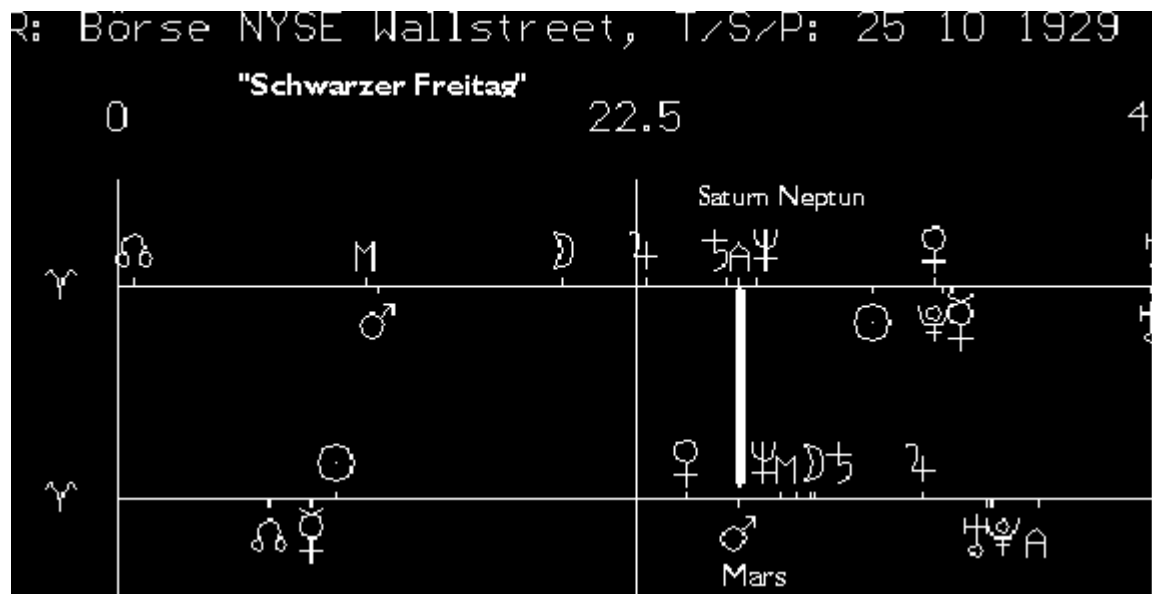 R: Börse NYSE Wallstreet, T/S/P: 25 10 1929
"Schwarzer Freitag"
0 22.5 4
Saturn Neptun
M A
M
A
Mars